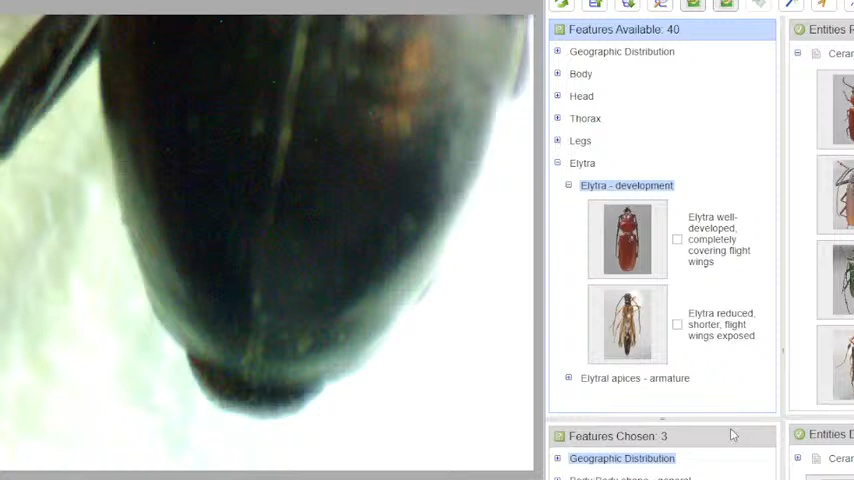 Features Available: 40
Geographic Distribution
Body
Head
Thorax
Legs
Elytra
Elytra - development
Elytra well-
developed,
completely
covering flight
wings
Elytra reduced,
shorter, flight
wings exposed
Elytral apices - armature
Features Chosen: 3
Geographic Distribution
Entities
Entities